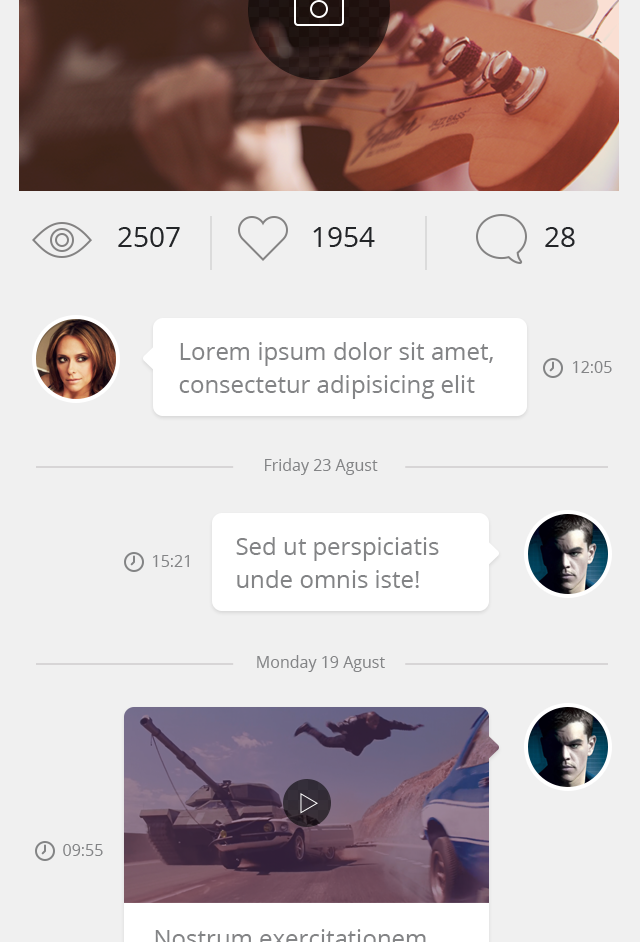 2507
1954
28
Lorem ipsum dolor sit amet,
consectetur adipisicing elit
12:05
Friday 23 Agust
15:21
Sed ut perspiciatis
unde omnis iste!
Monday 19 Agust
09:55
Nostrum exercitationem